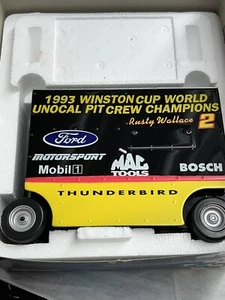 1993 WINSTON CUP WORLD
UNOCAL PIT CREW CHAMPIONS
Rusty Wallace 2
Ford
MOTORSPORT
MAC
TOOLS
Mobil 1
BOSCH
THUNDERBIRD